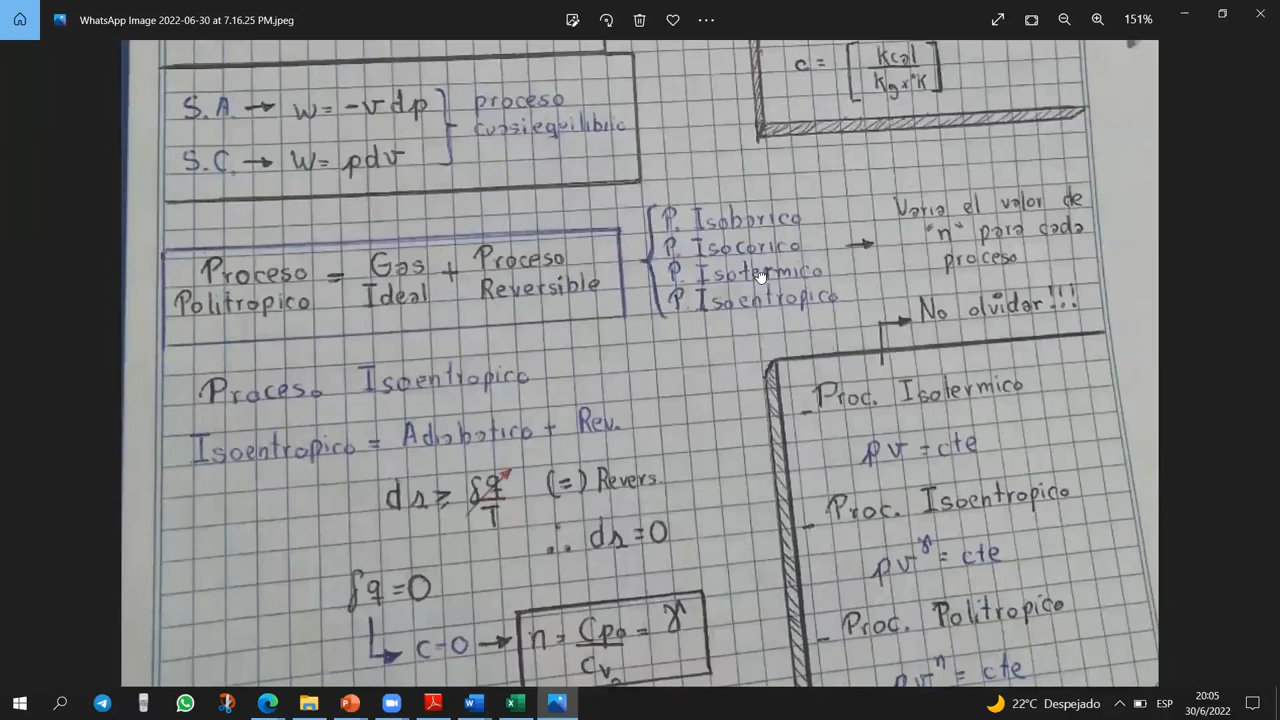 WhatsApp Image 2022-06-30 at 7.16.25 PM.jpeg
151%
c = [Kcal / Kg x °K]
S.A. → w = -v dp } proceso
cuasiequilibrio
S.C. → W = pdv
Proceso Politropico = Gas Ideal + Proceso Reversible
P. Isobarico
P. Isocorico
P. Isotermico
P. Isoentropico
→ Varia el valor de
"n" para cada
proceso
No olvidar!!!
Proceso Isoentropico
Isoentropico = Adiabatico + Rev.
ds ≥ δq/T (=) Revers.
∴ ds = 0
δq = 0
c = 0 → n = Cpo/Cvo = γ
- Proc. Isotermico
pv = cte
- Proc. Isoentropico
pv^γ = cte
- Proc. Politropico
pv^n = cte
22°C Despejado
ESP
20:05
30/6/2022